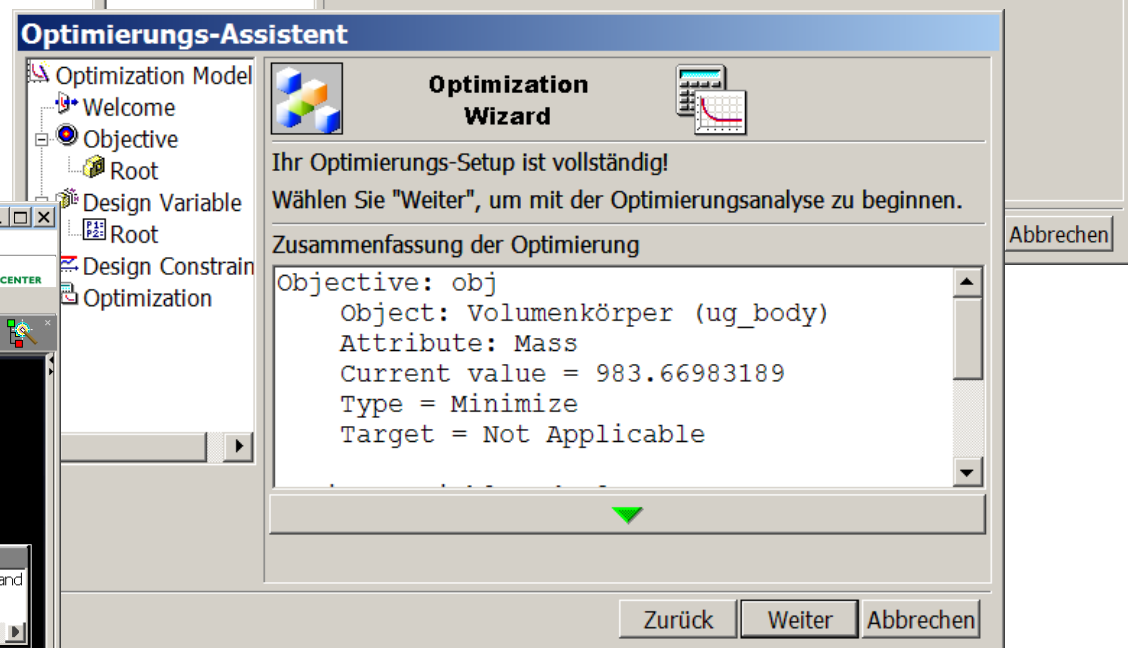 Optimierungs-Assistent
Optimization Model
Welcome
Objective
Root
Design Variable
Root
Design Constrain
Optimization
Optimization
Wizard
Ihr Optimierungs-Setup ist vollständig!
Wählen Sie "Weiter", um mit der Optimierungsanalyse zu beginnen.
Zusammenfassung der Optimierung
Objective: obj
Object: Volumenkörper (ug_body)
Attribute: Mass
Current value = 983.66983189
Type = Minimize
Target = Not Applicable
Zurück
Weiter
Abbrechen
Abbrechen
CENTER
and